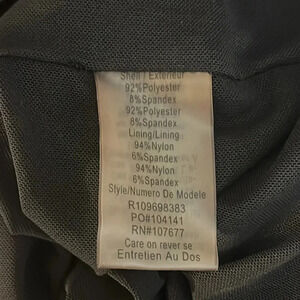 Shell / Exterieur
92%Polyester
8%Spandex
92%Polyester
8%Spandex
Lining/Lining
94%Nylon
6%Spandex
94%Nylon
6%Spandex
Style/Numero De Modele
R109698383
PO#104141
RN#107677
Care on rever se
Entretien Au Dos